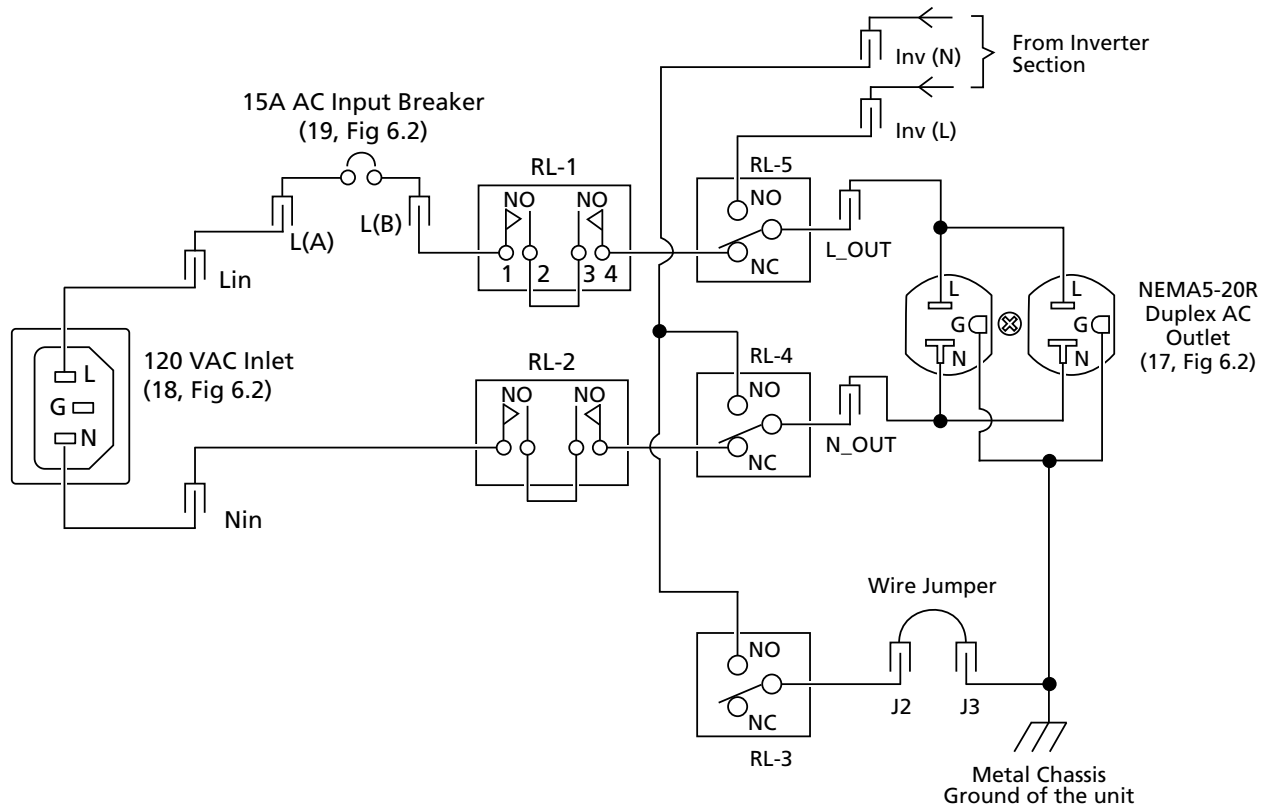 From Inverter
Section
Inv (N)
Inv (L)
15A AC Input Breaker
(19, Fig 6.2)
RL-1
NO
NO
1
2
3
4
RL-5
NO
NC
L_OUT
L(A)
L(B)
Lin
120 VAC Inlet
(18, Fig 6.2)
L
G
N
Nin
RL-2
NO
NO
RL-4
NO
NC
N_OUT
L
G
N
L
G
N
NEMA5-20R
Duplex AC
Outlet
(17, Fig 6.2)
Wire Jumper
NO
NC
RL-3
J2
J3
Metal Chassis
Ground of the unit